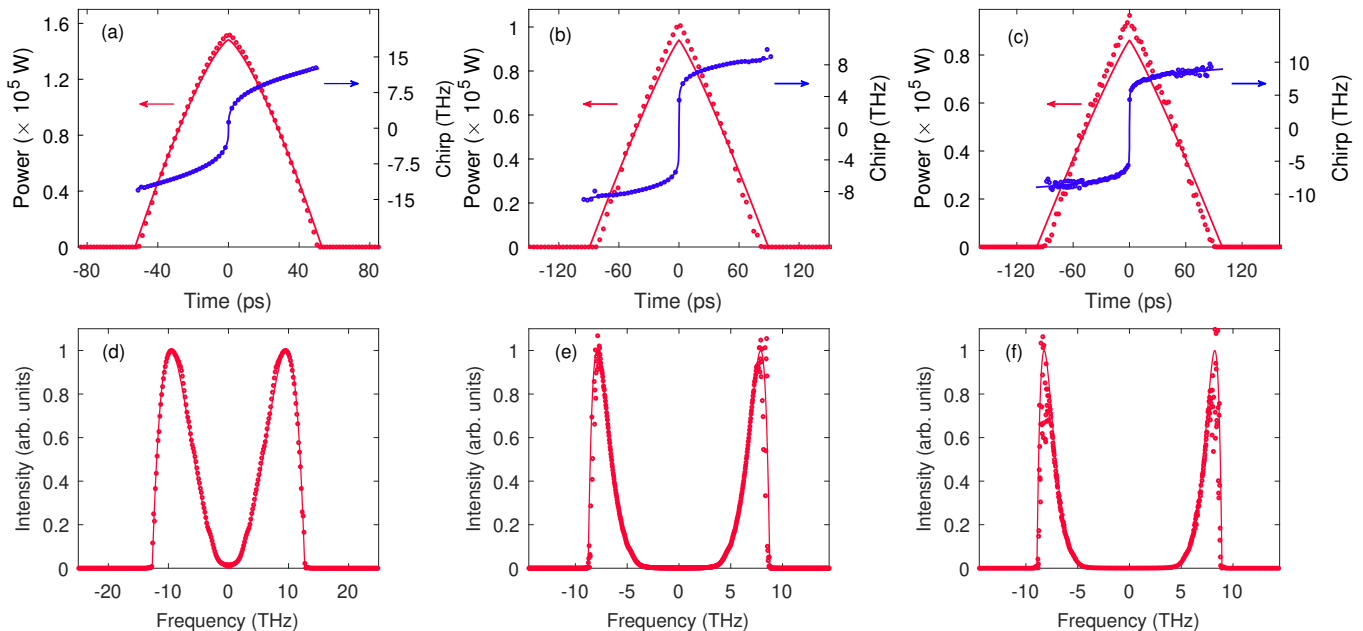 (a)
Power (× 10⁵ W)
1.6
1.2
0.8
0.4
0
15
7.5
0
-7.5
-15
Chirp (THz)
-80 -40 0 40 80
Time (ps)
(b)
Power (× 10⁵ W)
1
0.8
0.6
0.4
0.2
0
8
4
0
-4
-8
Chirp (THz)
-120 -60 0 60 120
Time (ps)
(c)
Power (× 10⁵ W)
0.8
0.6
0.4
0.2
0
10
5
0
-5
-10
Chirp (THz)
-120 -60 0 60 120
Time (ps)
(d)
Intensity (arb. units)
1
0.8
0.6
0.4
0.2
0
-20 -10 0 10 20
Frequency (THz)
(e)
Intensity (arb. units)
1
0.8
0.6
0.4
0.2
0
-10 -5 0 5 10
Frequency (THz)
(f)
Intensity (arb. units)
1
0.8
0.6
0.4
0.2
0
-10 -5 0 5 10
Frequency (THz)